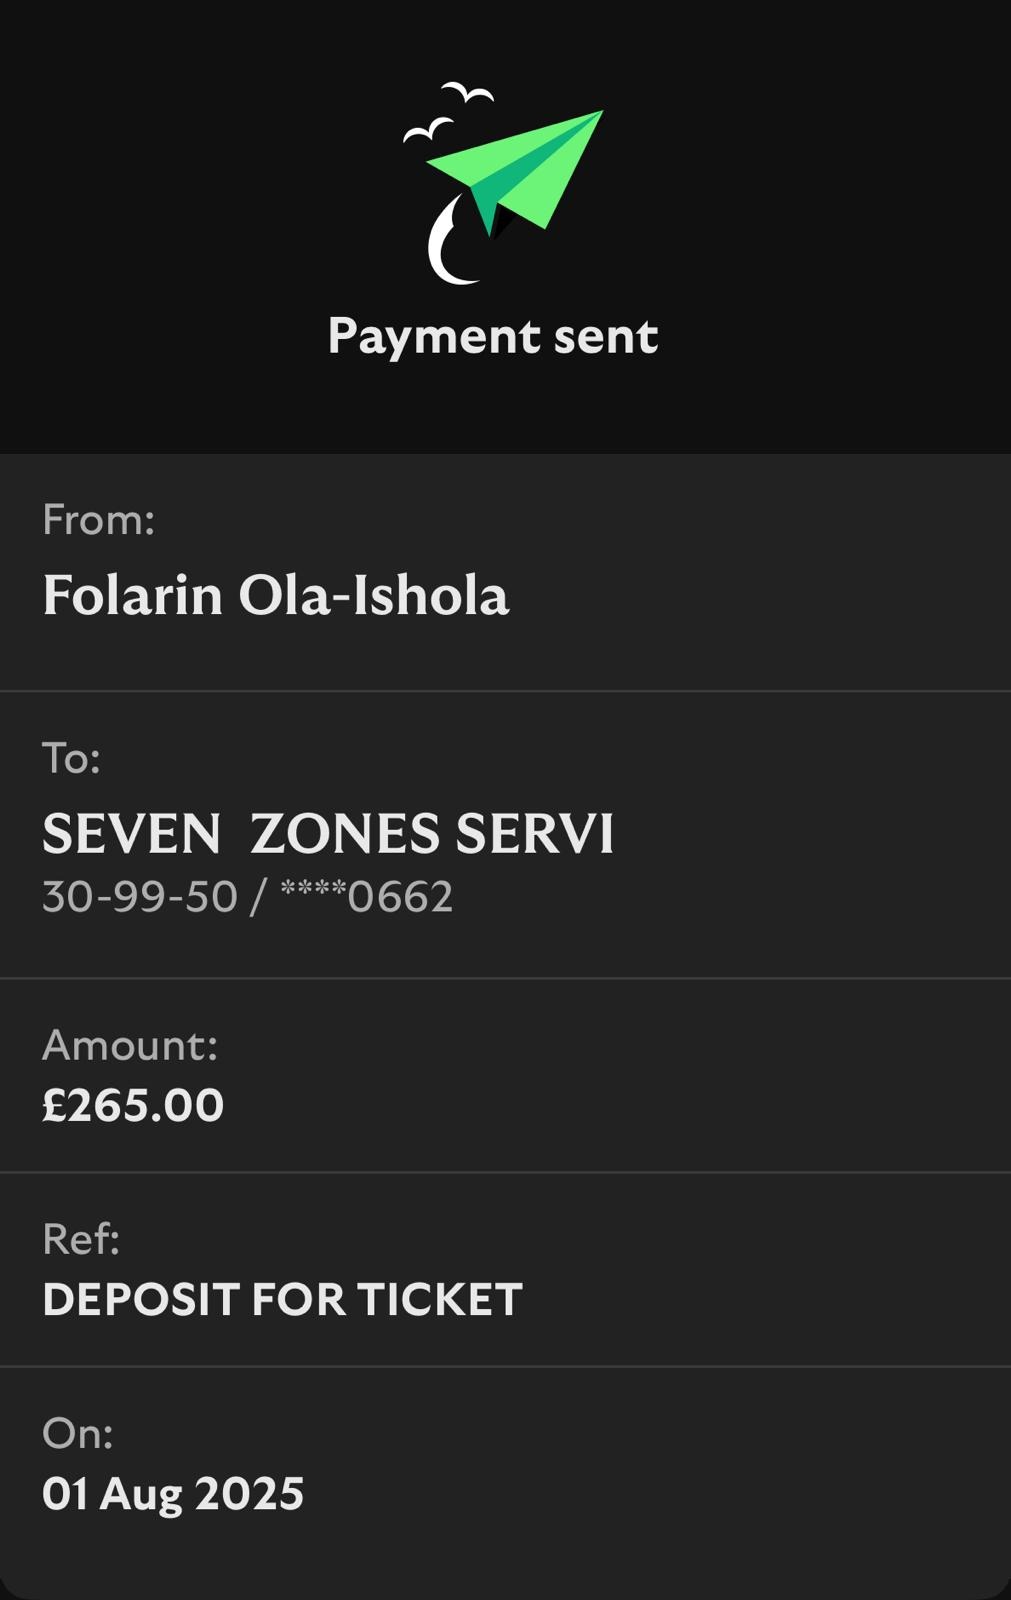 Payment sent
From:
Folarin Ola-Ishola
To:
SEVEN  ZONES SERVI
30-99-50 / ****0662
Amount:
£265.00
Ref:
DEPOSIT FOR TICKET
On:
01 Aug 2025